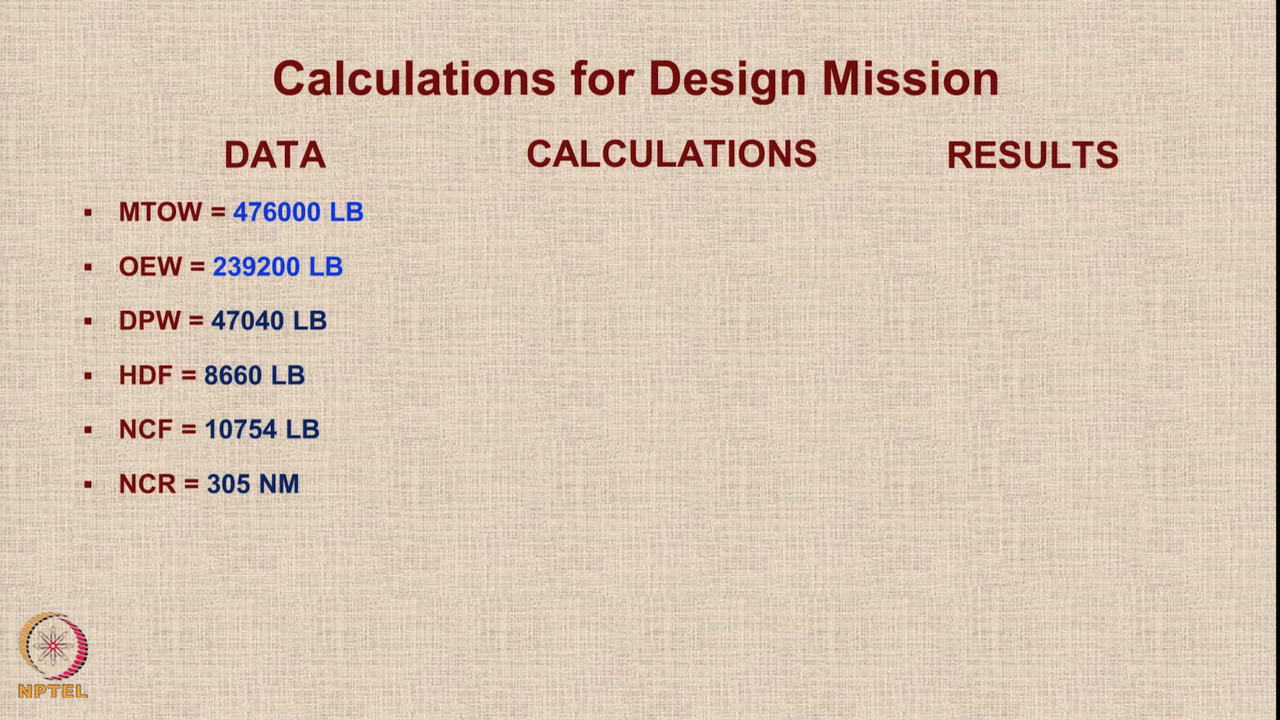 Calculations for Design Mission
DATA CALCULATIONS RESULTS
▪ MTOW = 476000 LB
▪ OEW = 239200 LB
▪ DPW = 47040 LB
▪ HDF = 8660 LB
▪ NCF = 10754 LB
▪ NCR = 305 NM
NPTEL